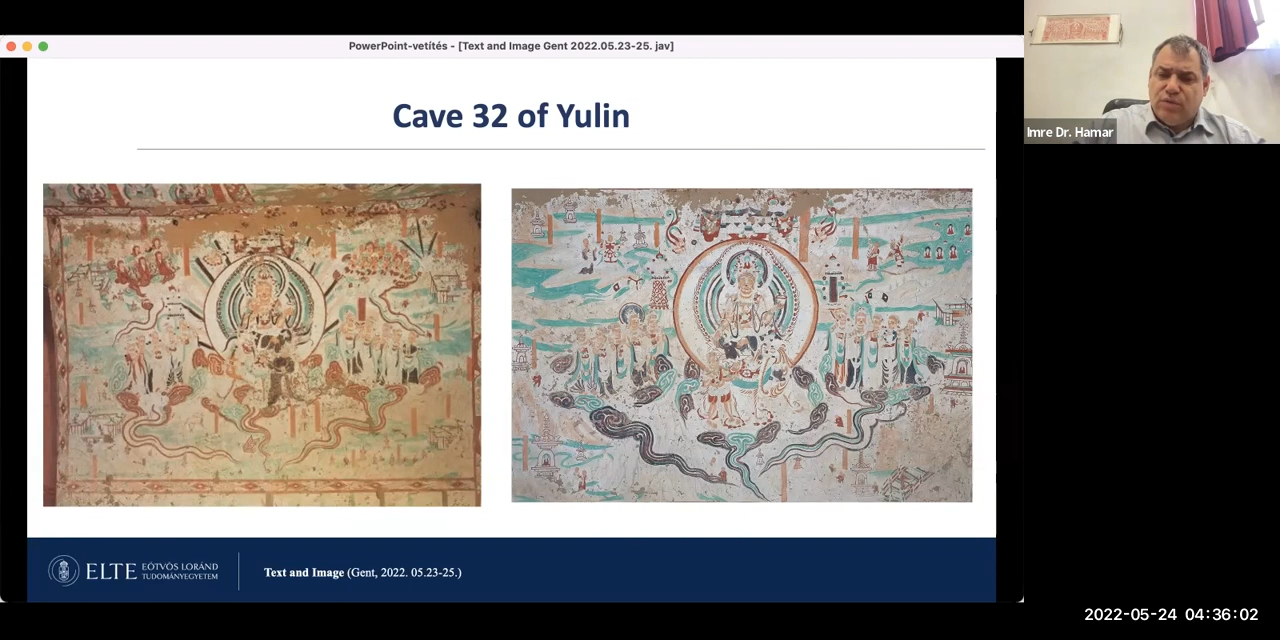 PowerPoint-vetítés - [Text and Image Gent 2022.05.23-25. jav]
Cave 32 of Yulin
Imre Dr. Hamar
ELTE EÖTVÖS LORÁND
TUDOMÁNYEGYETEM
Text and Image (Gent, 2022. 05.23-25.)
2022-05-24 04:36:02